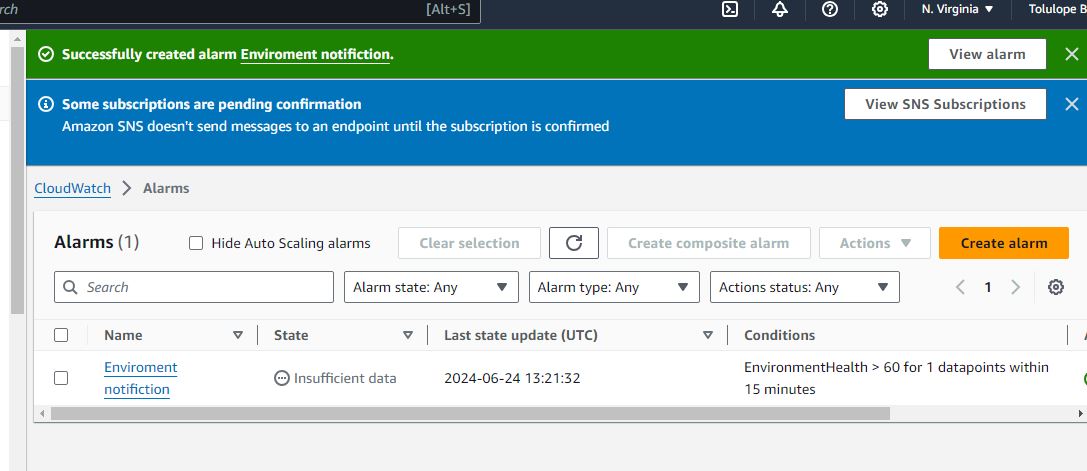 rch [Alt+S] N. Virginia Tolulope B
Successfully created alarm Enviroment notifiction. View alarm
Some subscriptions are pending confirmation View SNS Subscriptions
Amazon SNS doesn't send messages to an endpoint until the subscription is confirmed
CloudWatch Alarms
Alarms (1) Hide Auto Scaling alarms Clear selection Create composite alarm Actions Create alarm
Search Alarm state: Any Alarm type: Any Actions status: Any 1
Name State Last state update (UTC) Conditions
Enviroment
notifiction
Insufficient data 2024-06-24 13:21:32
EnvironmentHealth > 60 for 1 datapoints within
15 minutes